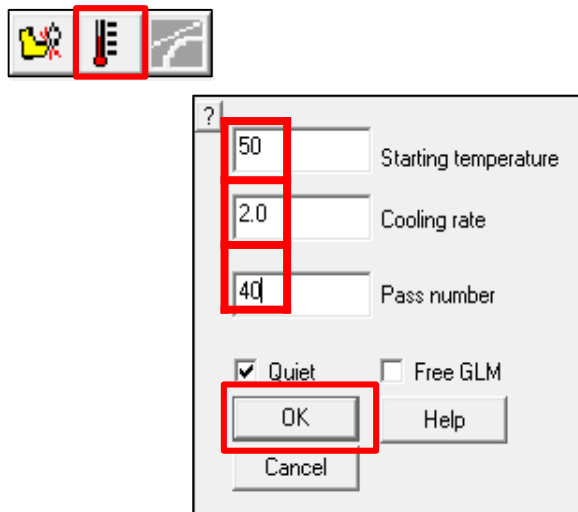 ?
50 Starting temperature
2.0 Cooling rate
40 Pass number
Quiet Free GLM
OK Help
Cancel